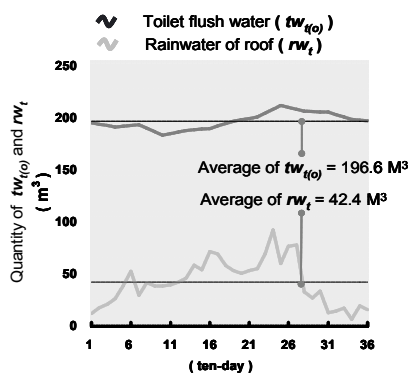 Toilet flush water ( tw_t(o) )
Rainwater of roof ( rw_t )
Quantity of tw_t(o) and rw_t
( m³ )
250
200
150
100
50
0
Average of tw_t(o) = 196.6 M³
Average of rw_t = 42.4 M³
1 6 11 16 21 26 31 36
( ten-day )